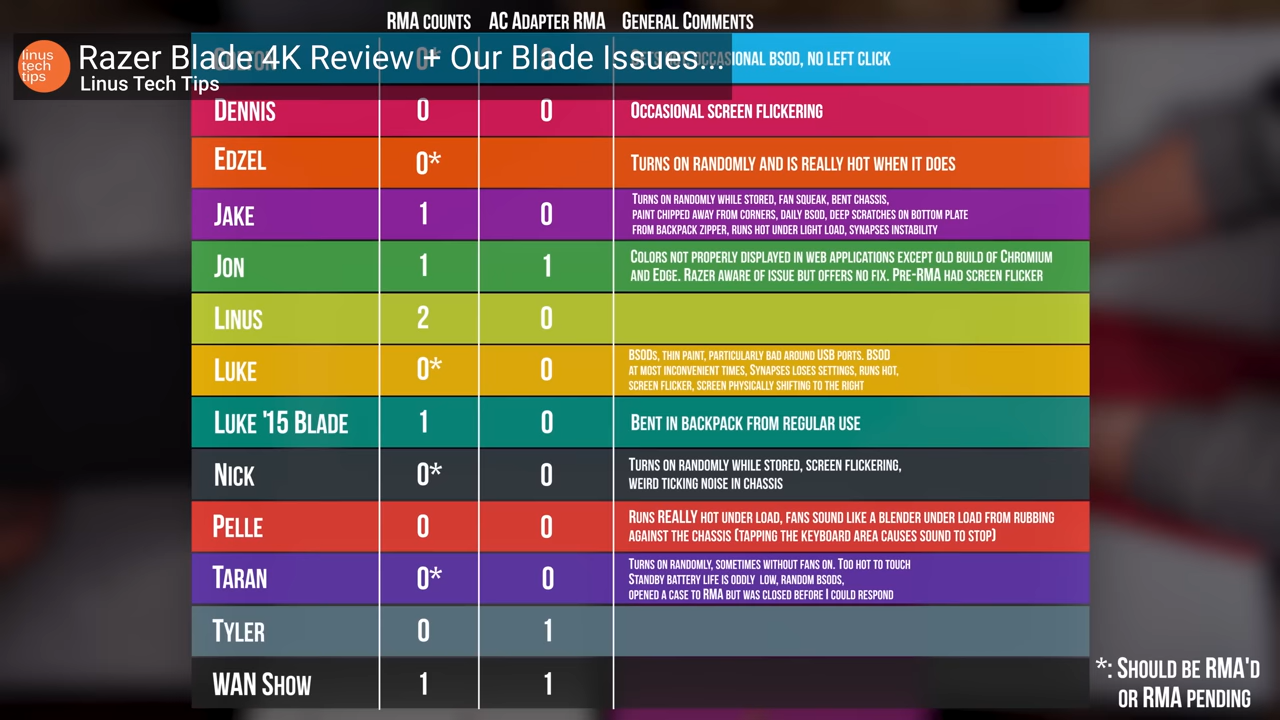 RMA counts AC Adapter RMA General Comments
linus tech tips
Razer Blade 4K Review + Our Blade Issues...
Linus Tech Tips
0* 0 occasional BSOD, no left click
Dennis 0 0 Occasional screen flickering
Edzel 0* Turns on randomly and is really hot when it does
Jake 1 0 Turns on randomly while stored, fan squeak, bent chassis,
paint chipped away from corners, daily BSOD, deep scratches on bottom plate
from backpack zipper, runs hot under light load, synapses instability
Jon 1 1 Colors not properly displayed in web applications except old build of Chromium
and Edge. Razer aware of issue but offers no fix. Pre-RMA had screen flicker
Linus 2 0
Luke 0* 0 BSODs, thin paint, particularly bad around USB ports. BSOD
at most inconvenient times, Synapses loses settings, runs hot,
screen flicker, screen physically shifting to the right
Luke '15 Blade 1 0 Bent in backpack from regular use
Nick 0* 0 Turns on randomly while stored, screen flickering,
weird ticking noise in chassis
Pelle 0 0 Runs REALLY hot under load, fans sound like a blender under load from rubbing
against the chassis (tapping the keyboard area causes sound to stop)
Taran 0* 0 Turns on randomly, sometimes without fans on. Too hot to touch
Standby battery life is oddly low, random bsods,
opened a case to RMA but was closed before I could respond
Tyler 0 1
WAN Show 1 1
*: Should be RMA'd
or RMA pending